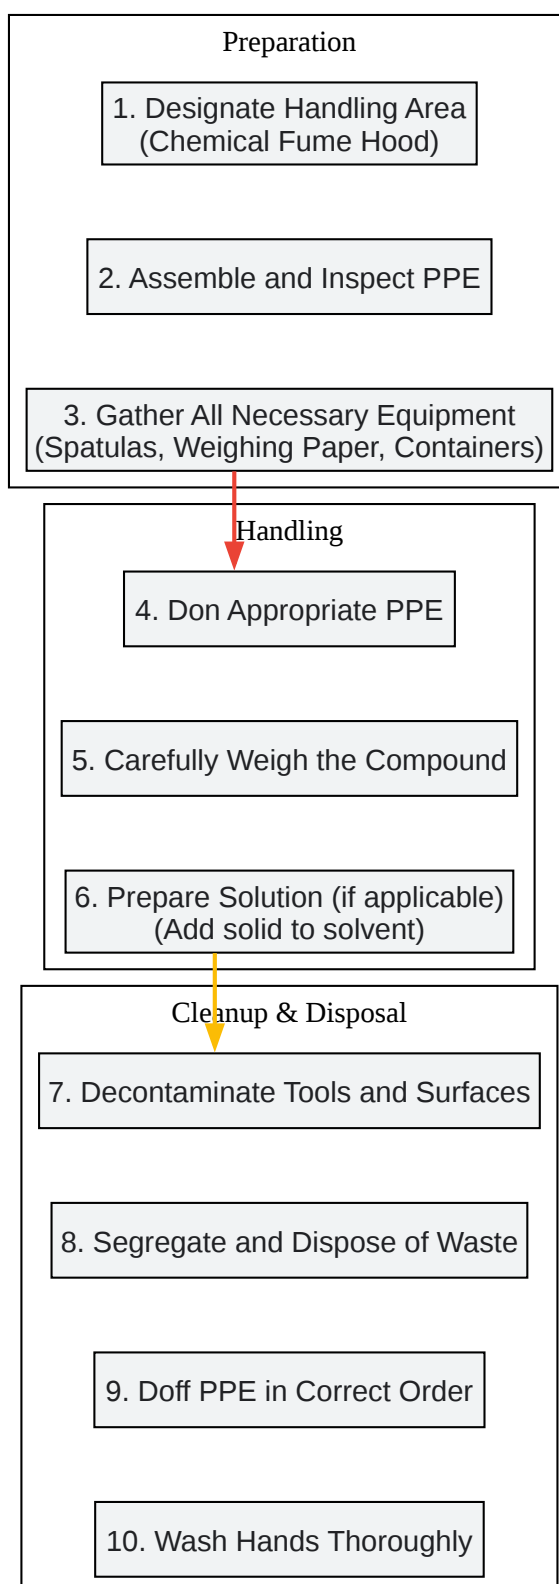 Preparation
1. Designate Handling Area
(Chemical Fume Hood)
2. Assemble and Inspect PPE
3. Gather All Necessary Equipment
(Spatulas, Weighing Paper, Containers)
Handling
4. Don Appropriate PPE
5. Carefully Weigh the Compound
6. Prepare Solution (if applicable)
(Add solid to solvent)
Cleanup & Disposal
7. Decontaminate Tools and Surfaces
8. Segregate and Dispose of Waste
9. Doff PPE in Correct Order
10. Wash Hands Thoroughly